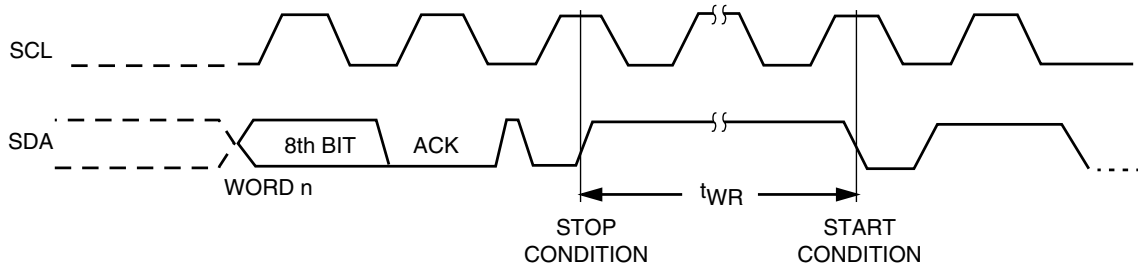 SCL
SDA
8th BIT
ACK
WORD n
tWR
STOP
CONDITION
START
CONDITION